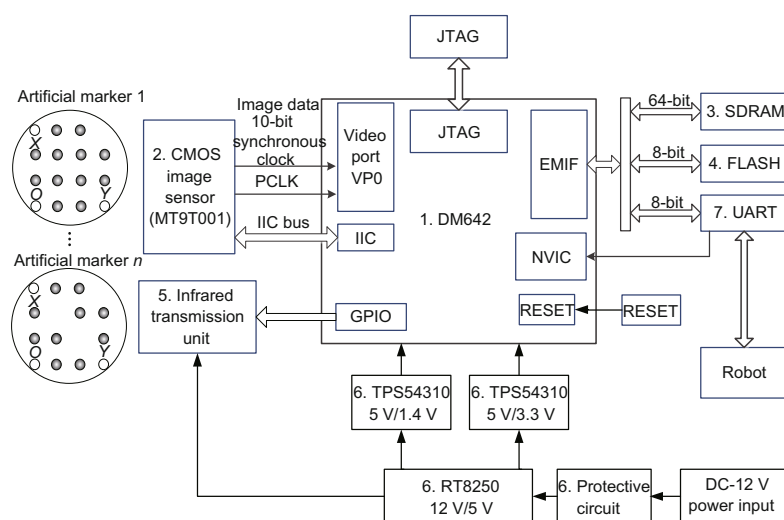 JTAG
Artificial marker 1
X
O
Y
⋮
Artificial marker n
X
O
Y
2. CMOS
image
sensor
(MT9T001)
Image data
10-bit
synchronous
clock
PCLK
IIC bus
Video
port
VP0
IIC
JTAG
1. DM642
EMIF
NVIC
GPIO
RESET
RESET
64-bit
8-bit
8-bit
3. SDRAM
4. FLASH
7. UART
Robot
5. Infrared
transmission
unit
6. TPS54310
5 V/1.4 V
6. TPS54310
5 V/3.3 V
6. RT8250
12 V/5 V
6. Protective
circuit
DC-12 V
power input